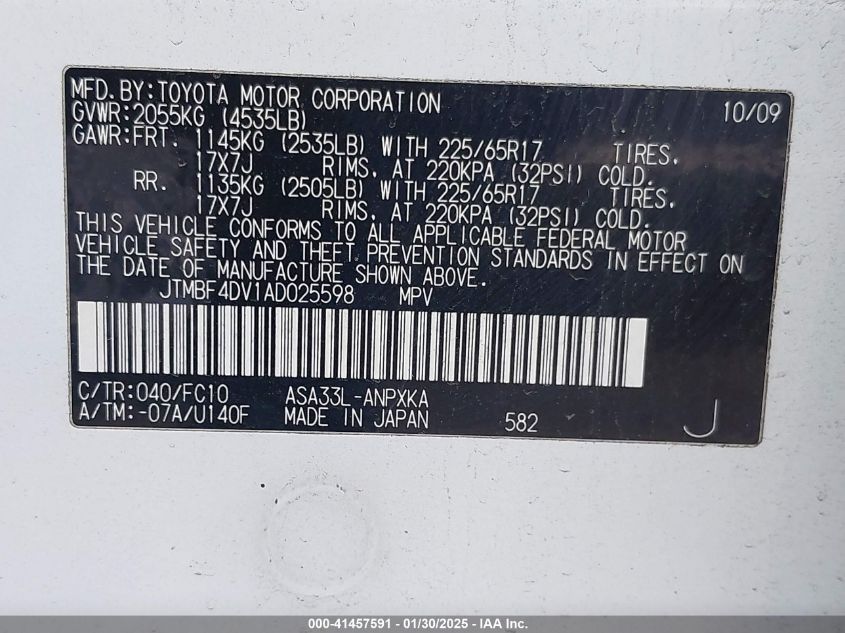 MFD.BY:TOYOTA MOTOR CORPORATION 10/09
GVWR:2055KG (4535LB)
GAWR:FRT. 1145KG (2535LB) WITH 225/65R17 TIRES,
17X7J RIMS, AT 220KPA (32PSI) COLD.
RR. 1135KG (2505LB) WITH 225/65R17 TIRES,
17X7J RIMS, AT 220KPA (32PSI) COLD.
THIS VEHICLE CONFORMS TO ALL APPLICABLE FEDERAL MOTOR
VEHICLE SAFETY AND THEFT PREVENTION STANDARDS IN EFFECT ON
THE DATE OF MANUFACTURE SHOWN ABOVE.
JTMBF4DV1AD025598 MPV
C/TR:040/FC10 ASA33L-ANPXKA
A/TM:-07A/U140F MADE IN JAPAN 582 J
000-41457591 - 01/30/2025 - IAA Inc.